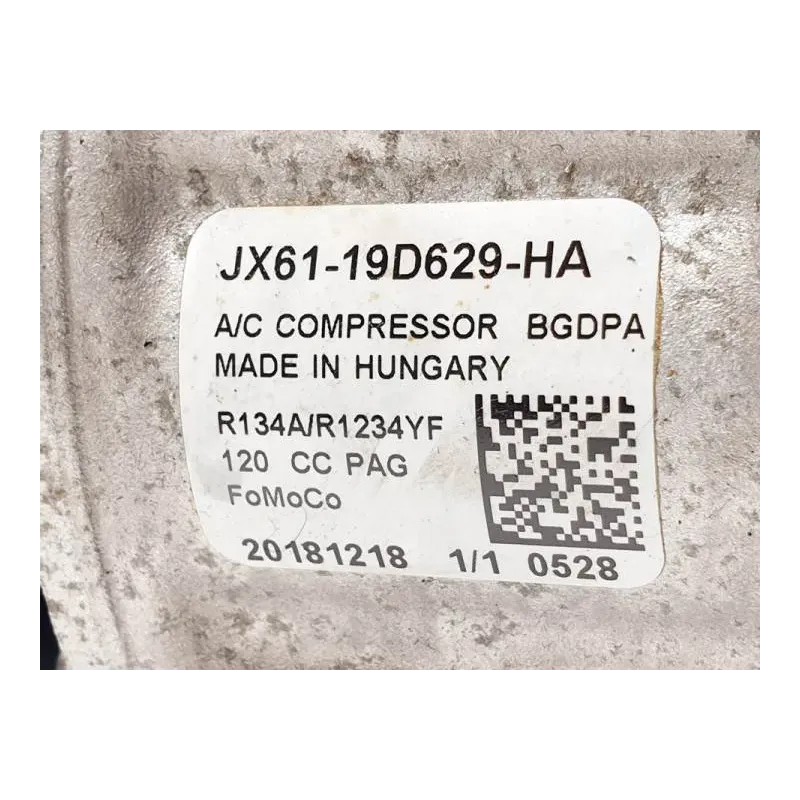 JX61-19D629-HA
A/C COMPRESSOR BGDPA
MADE IN HUNGARY
R134A/R1234YF
120 CC PAG
FoMoCo
20181218 1/1 0528